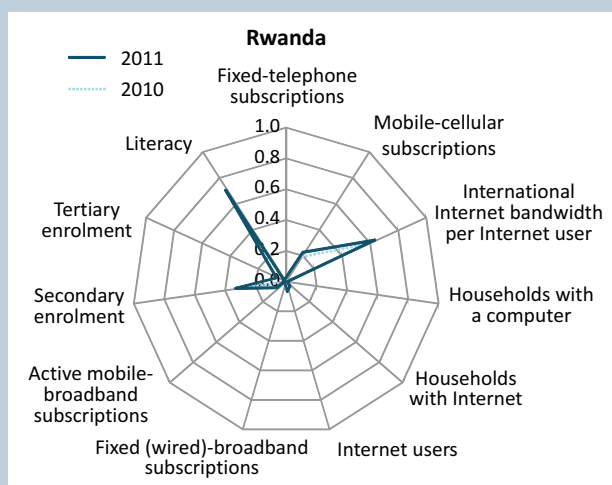 Rwanda
2011
2010
Fixed-telephone
subscriptions
Mobile-cellular
subscriptions
International
Internet bandwidth
per Internet user
Households with
a computer
Households
with Internet
Internet users
Fixed (wired)-broadband
subscriptions
Active mobile-
broadband
subscriptions
Secondary
enrolment
Tertiary
enrolment
Literacy
1.0
0.8
0.6
0.4
0.2
0.0